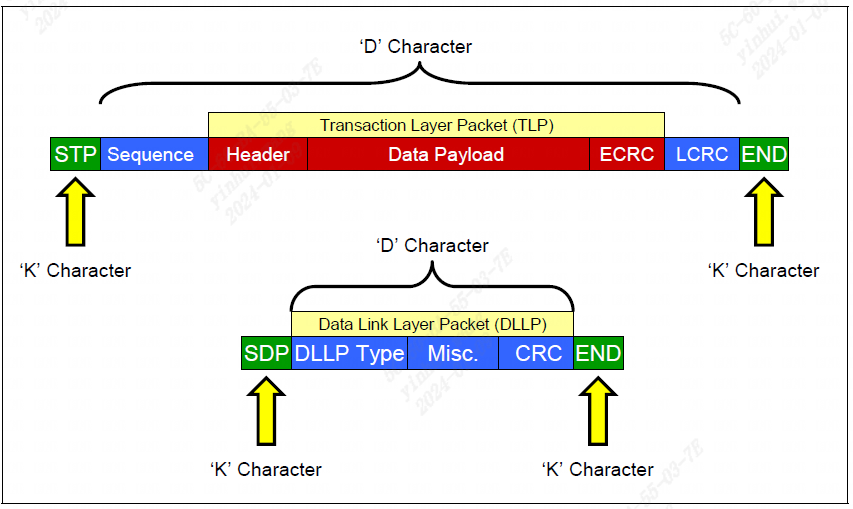 ‘D’ Character
Transaction Layer Packet (TLP)
STP Sequence Header Data Payload ECRC LCRC END
‘K’ Character ‘K’ Character
‘D’ Character
Data Link Layer Packet (DLLP)
SDP DLLP Type Misc. CRC END
‘K’ Character ‘K’ Character